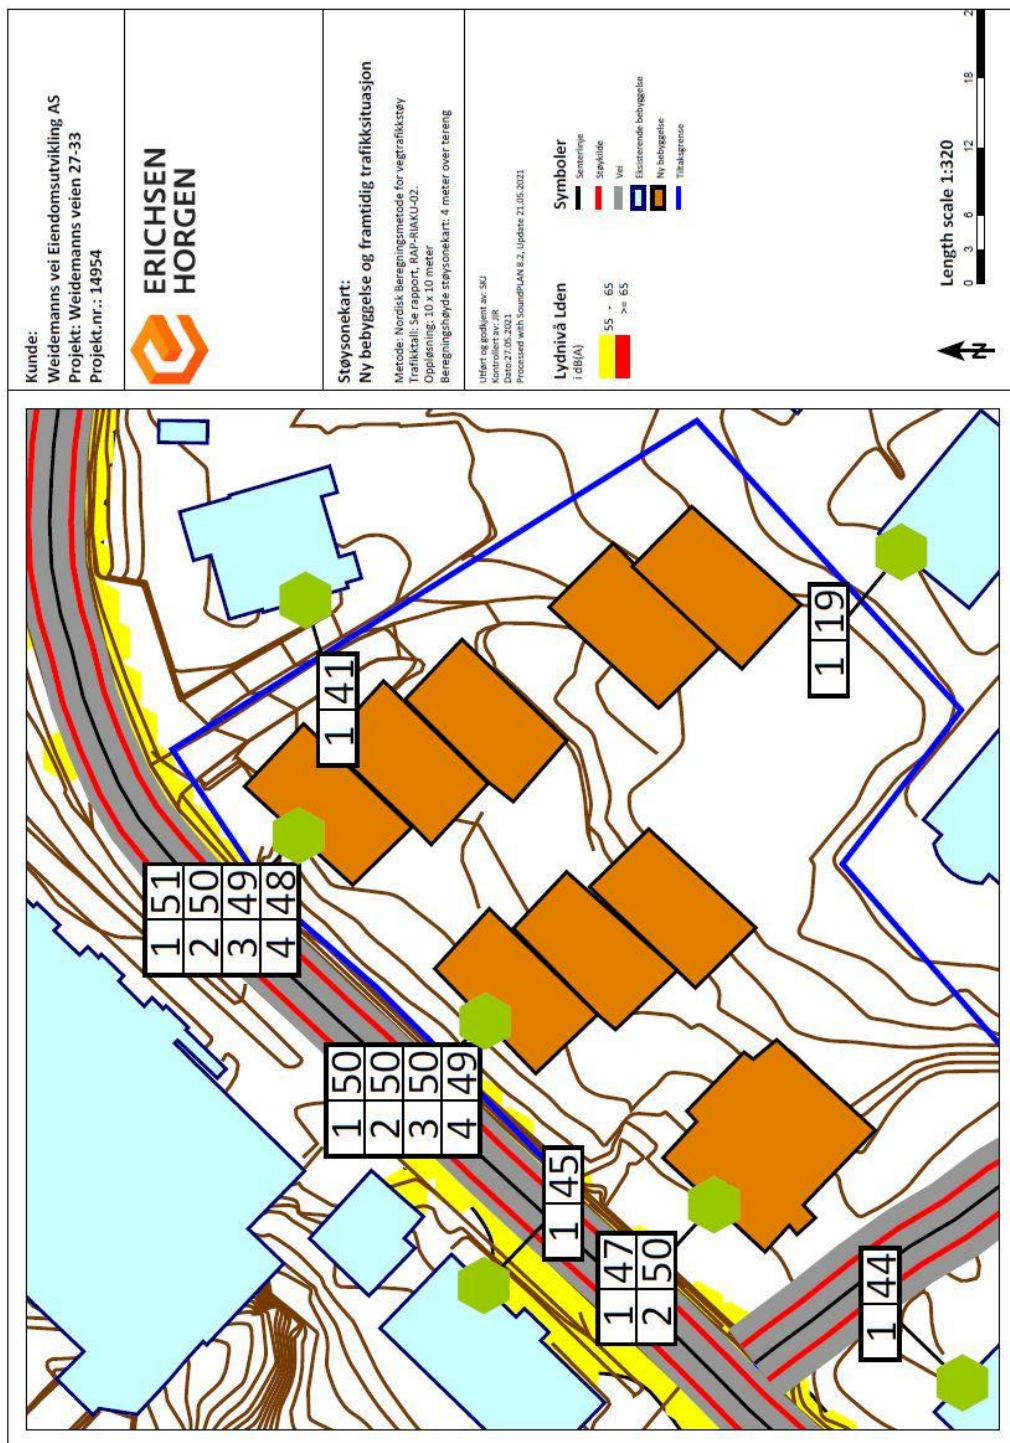 Kunde:
Weidemanns vei Eiendomsutvikling AS
Projekt: Weidemanns veien 27-33
Projekt.nr.: 14954
ERICHSEN
HORGEN
Støysonekart:
Ny bebyggelse og framtidig trafikksituasjon
Metode: Nordisk Beregningsmetode for vegtrafikkstøy
Trafikktall: Se rapport, RAP-RIAKU-02.
Oppløsning: 10 x 10 meter
Beregningshøyde støysonekart: 4 meter over tereng
Utført og godkjent av: SKJ
Kontrollert av: JIR
Dato:27.05.2021
Processed with SoundPLAN 8.2, Update 21.05.2021
Lydnivå Lden
i dB(A)
55 - 65
>= 65
Symboler
Senterlinje
Støykilde
Vei
Eksisterende bebyggelse
Ny bebyggelse
Tiltaksgrense
N
Length scale 1:320
0 3 6 12 18 2
1 51
2 50
3 49
4 48
1 41
1 50
2 50
3 50
4 49
1 45
1 47
2 50
1 19
1 44